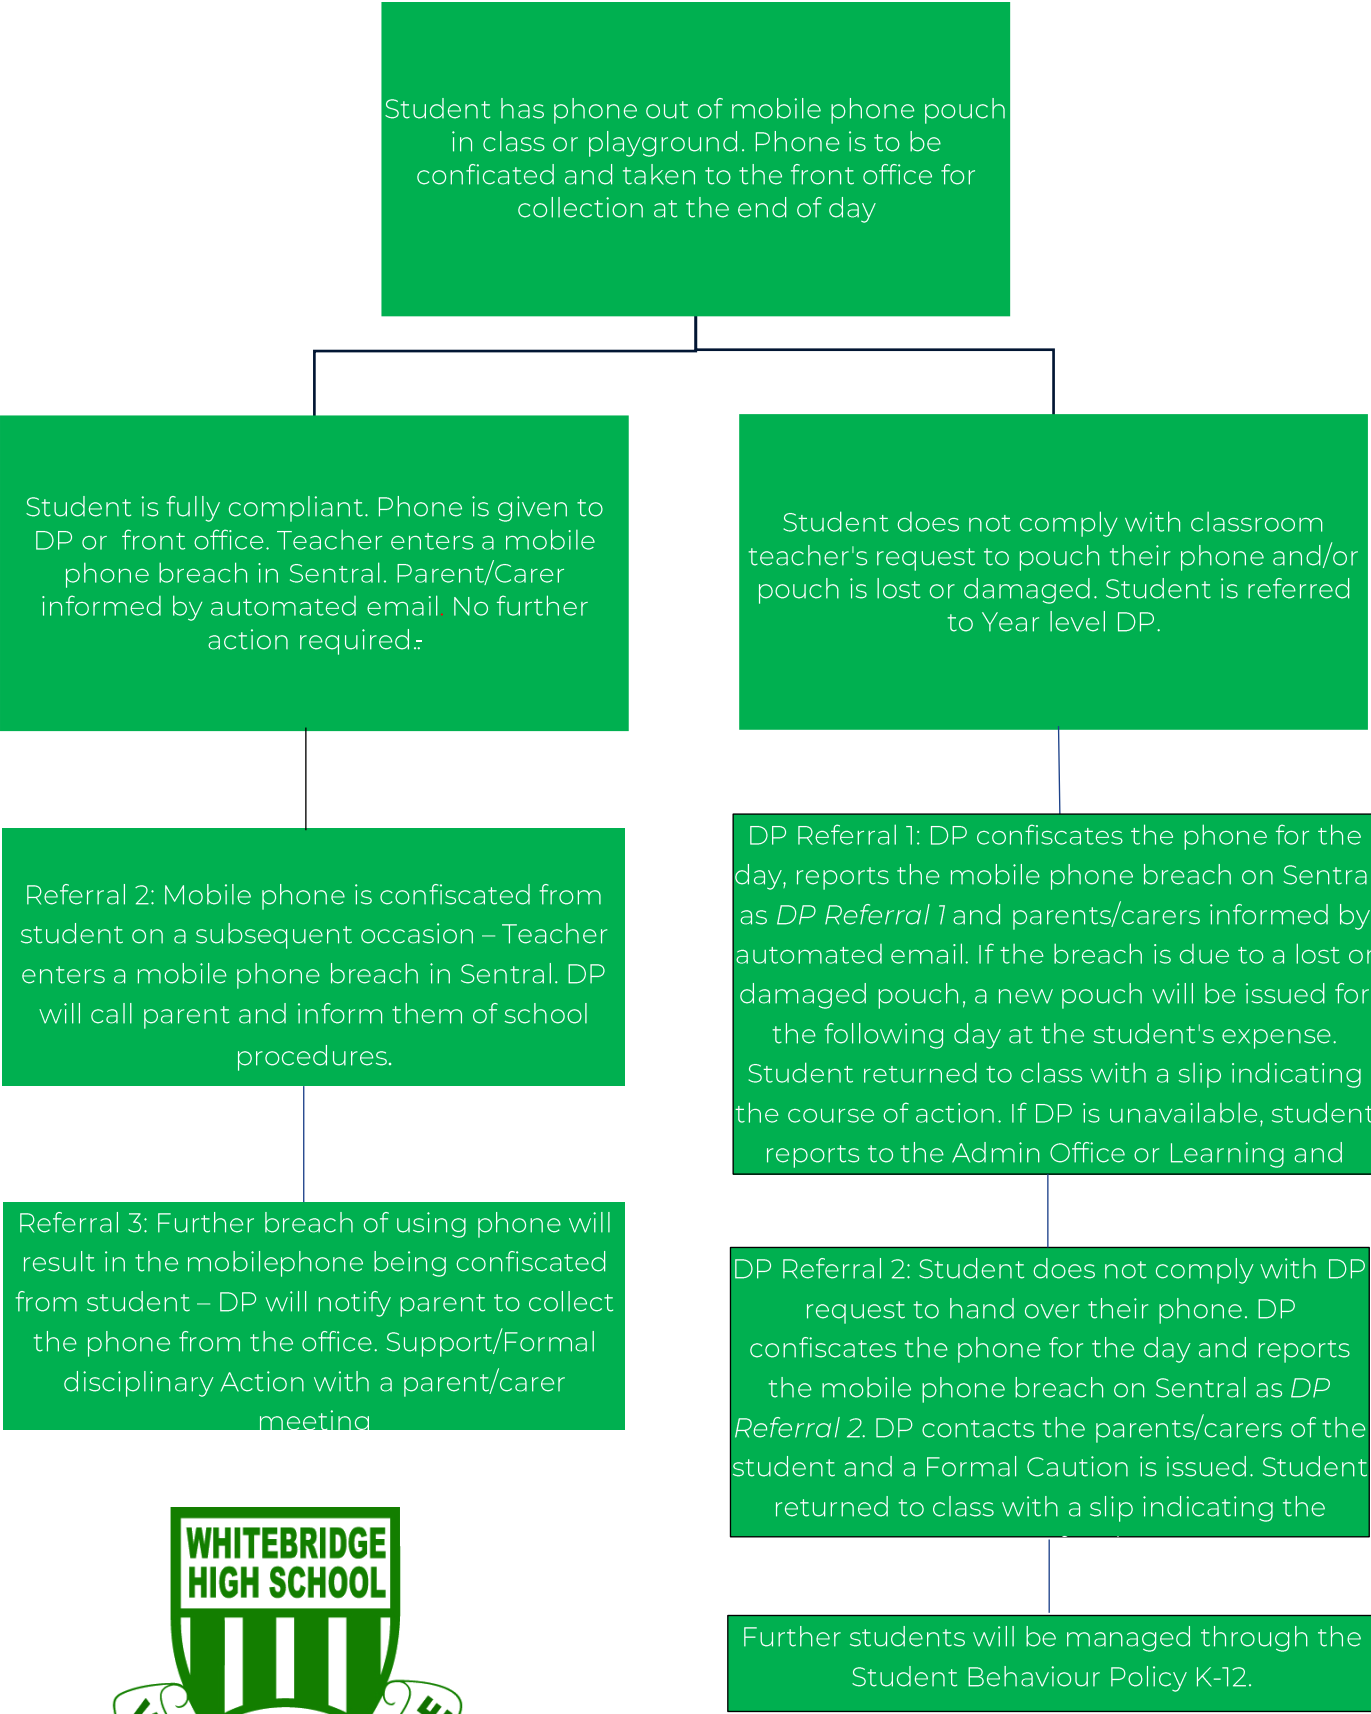 Student has phone out of mobile phone pouch
in class or playground. Phone is to be
conficated and taken to the front office for
collection at the end of day
Student is fully compliant. Phone is given to
DP or front office. Teacher enters a mobile
phone breach in Sentral. Parent/Carer
informed by automated email. No further
action required.-
Referral 2: Mobile phone is confiscated from
student on a subsequent occasion – Teacher
enters a mobile phone breach in Sentral. DP
will call parent and inform them of school
procedures.
Referral 3: Further breach of using phone will
result in the mobilephone being confiscated
from student – DP will notify parent to collect
the phone from the office. Support/Formal
disciplinary Action with a parent/carer
meeting
Student does not comply with classroom
teacher's request to pouch their phone and/or
pouch is lost or damaged. Student is referred
to Year level DP.
DP Referral 1: DP confiscates the phone for the
day, reports the mobile phone breach on Sentra
as DP Referral 1 and parents/carers informed by
automated email. If the breach is due to a lost or
damaged pouch, a new pouch will be issued for
the following day at the student's expense.
Student returned to class with a slip indicating
the course of action. If DP is unavailable, student
reports to the Admin Office or Learning and
DP Referral 2: Student does not comply with DP
request to hand over their phone. DP
confiscates the phone for the day and reports
the mobile phone breach on Sentral as DP
Referral 2. DP contacts the parents/carers of the
student and a Formal Caution is issued. Student
returned to class with a slip indicating the
Further students will be managed through the
Student Behaviour Policy K-12.
WHITEBRIDGE
HIGH SCHOOL